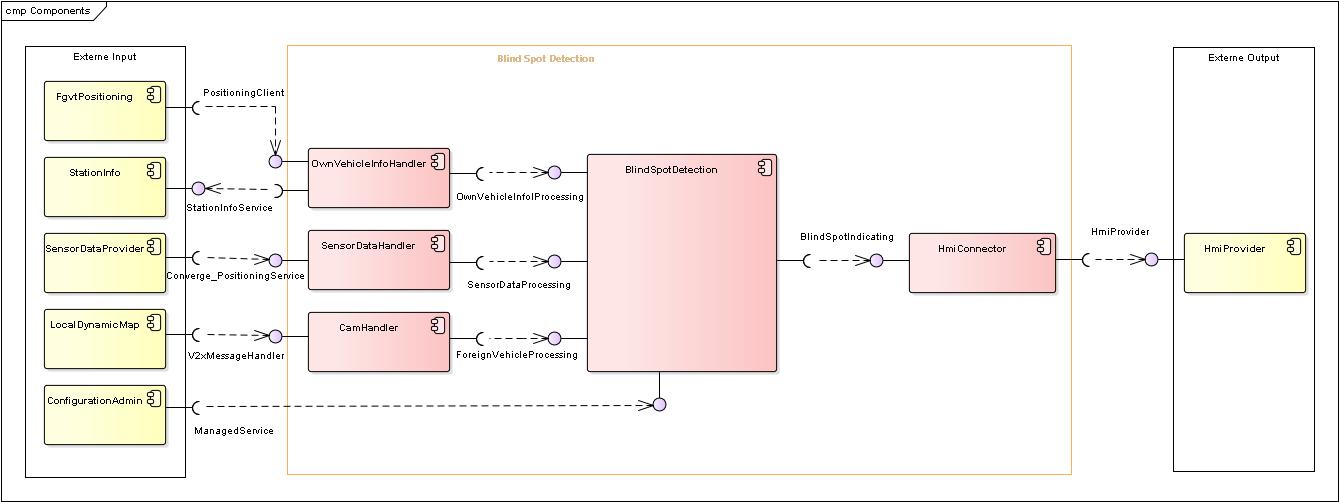 cmp Components
Externe Input
Blind Spot Detection
Externe Output
FgvtPositioning
PositioningClient
StationInfo
StationInfoService
OwnVehicleInfoHandler
OwnVehicleInfoIProcessing
BlindSpotDetection
SensorDataProvider
Converge_PositioningService
SensorDataHandler
SensorDataProcessing
BlindSpotIndicating
HmiConnector
HmiProvider
HmiProvider
LocalDynamicMap
V2xMessageHandler
CamHandler
ForeignVehicleProcessing
ConfigurationAdmin
ManagedService